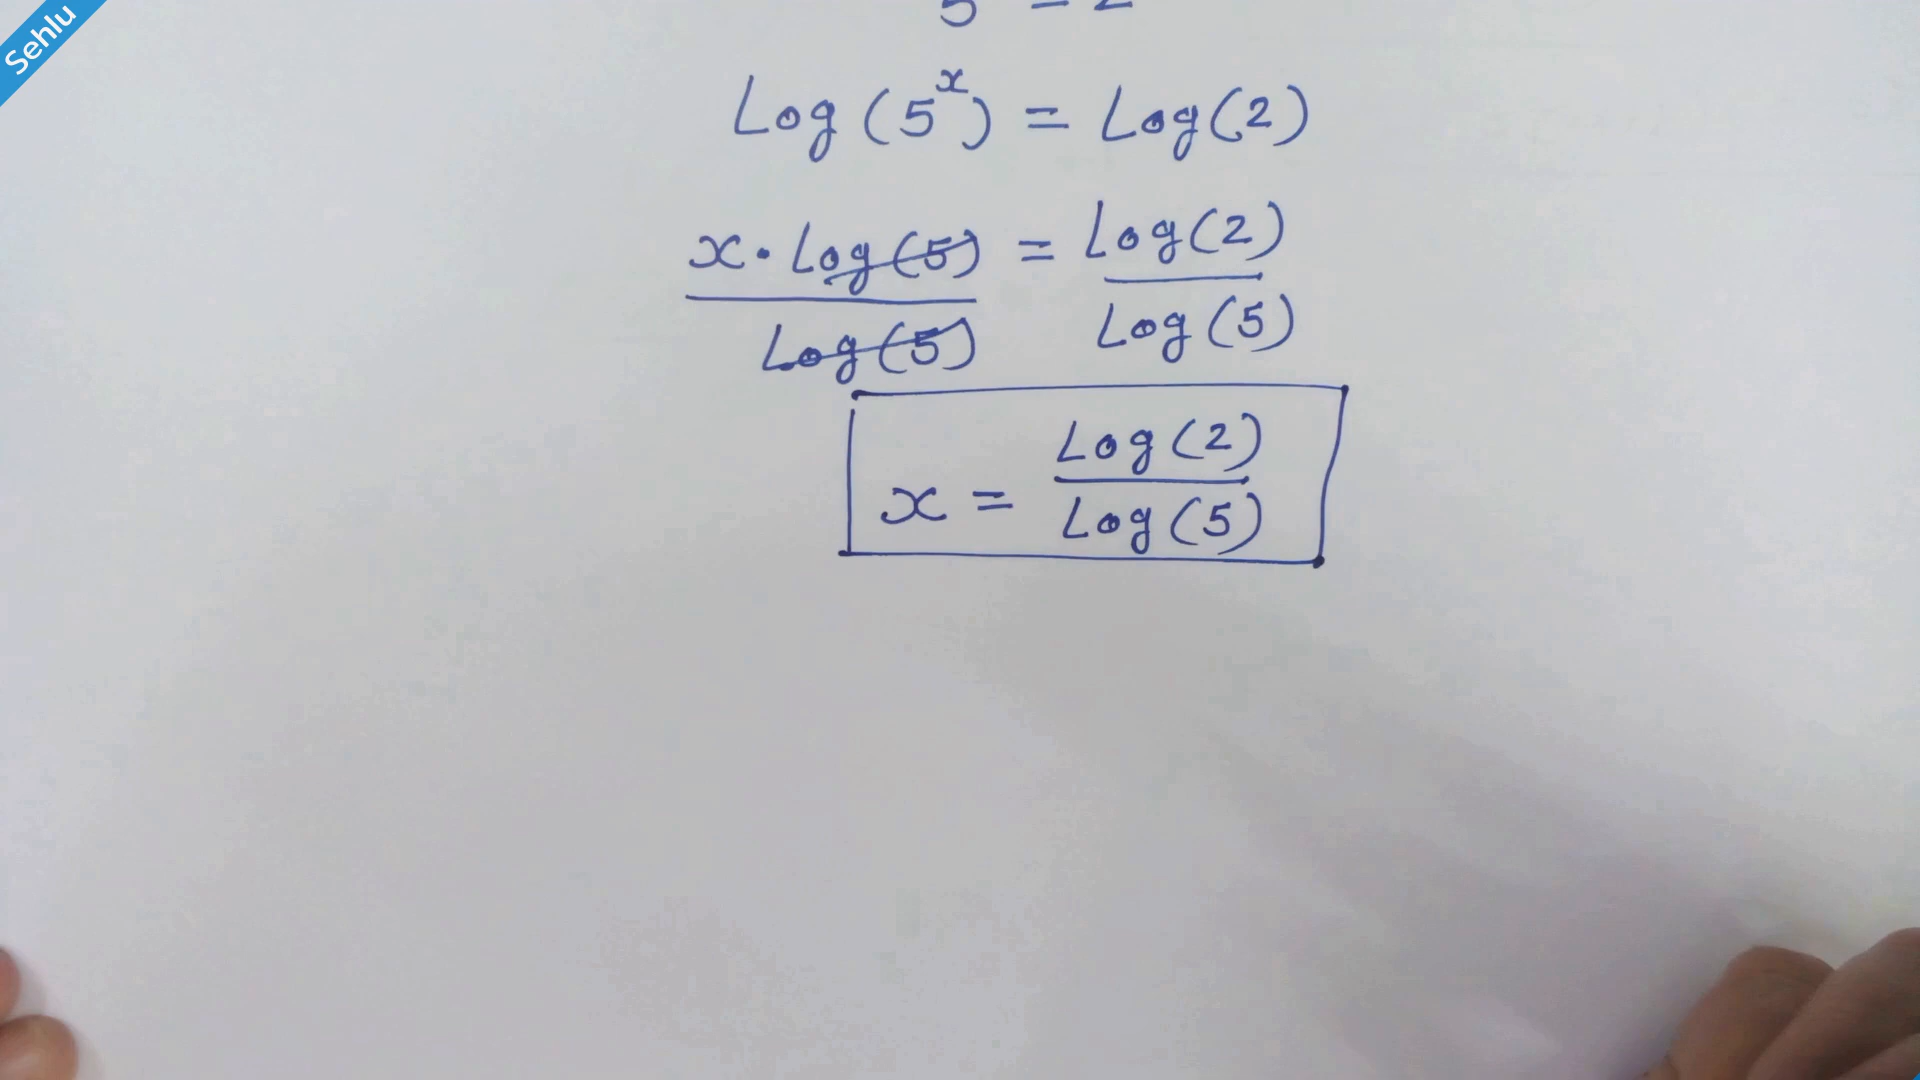 Sehlu
Log (5^x) = Log(2)
x · Log(5) = Log(2)
Log(5) Log(5)
x = Log(2)
Log(5)